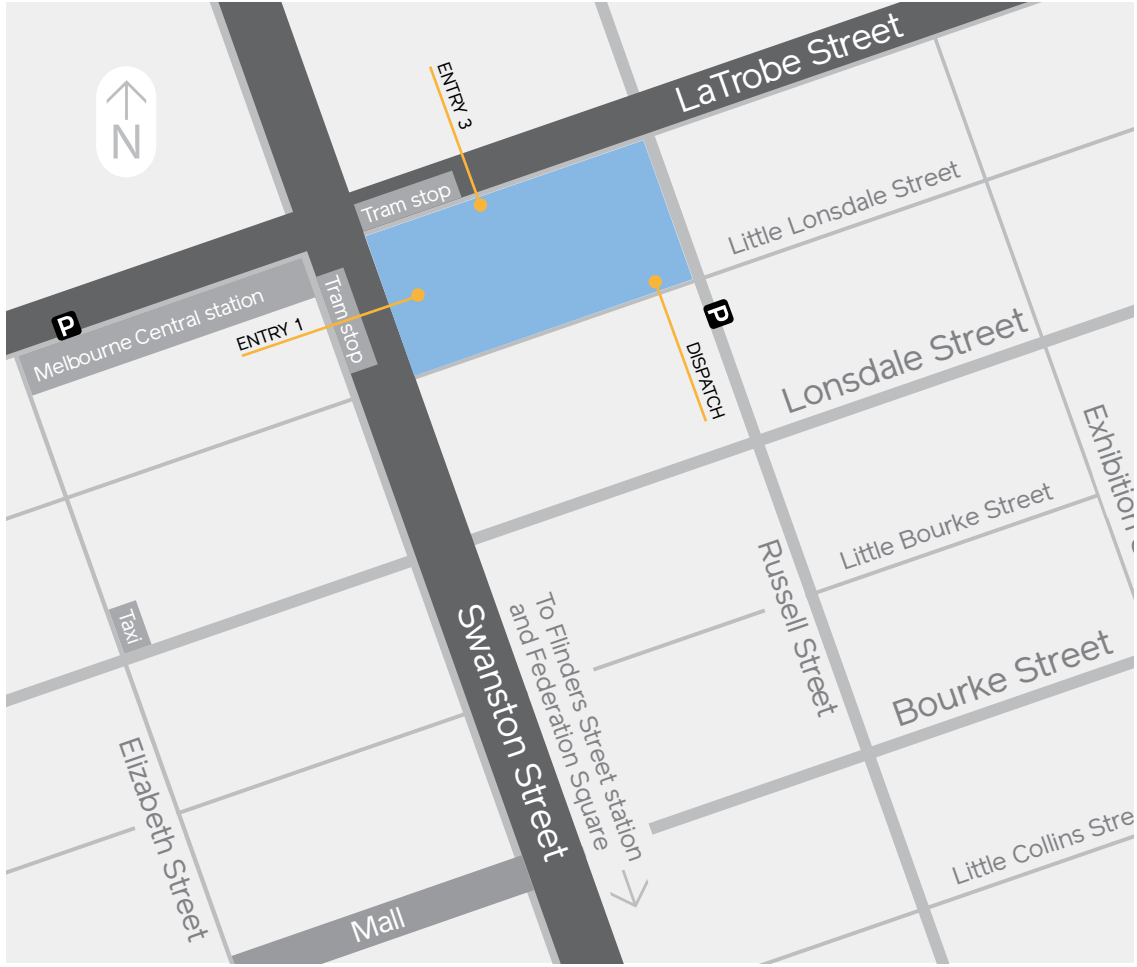 N
ENTRY 3
LaTrobe Street
Tram stop
Little Lonsdale Street
P
Melbourne Central station
ENTRY 1
Tram stop
P
DISPATCH
Lonsdale Street
Exhibition
Little Bourke Street
Taxi
Russell Street
Swanston Street
To Flinders Street station
and Federation Square
Bourke Street
Elizabeth Street
Little Collins Stre
Mall